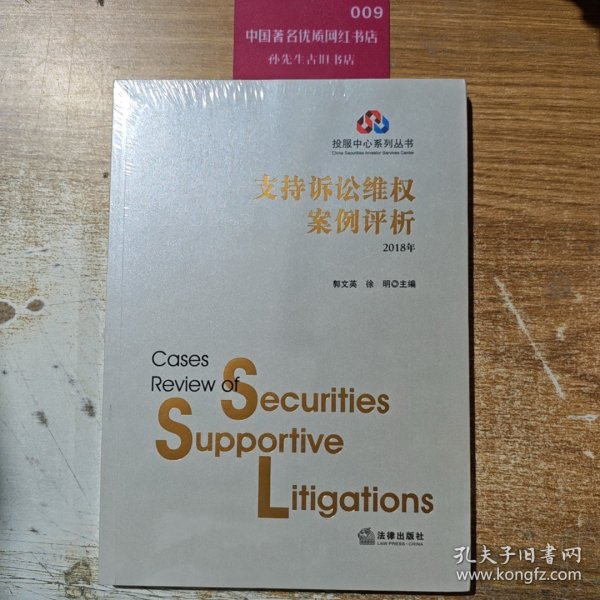 009
中国著名优质网红书店
孙先生古旧书店
投服中心系列丛书
China Securities Investor Services Center
支持诉讼维权
案例评析
2018年
郭文英 徐 明◎主编
Cases
Review of Securities
Supportive
Litigations
法律出版社
LAW PRESS·CHINA
孔夫子旧书网
www.kongfz.com